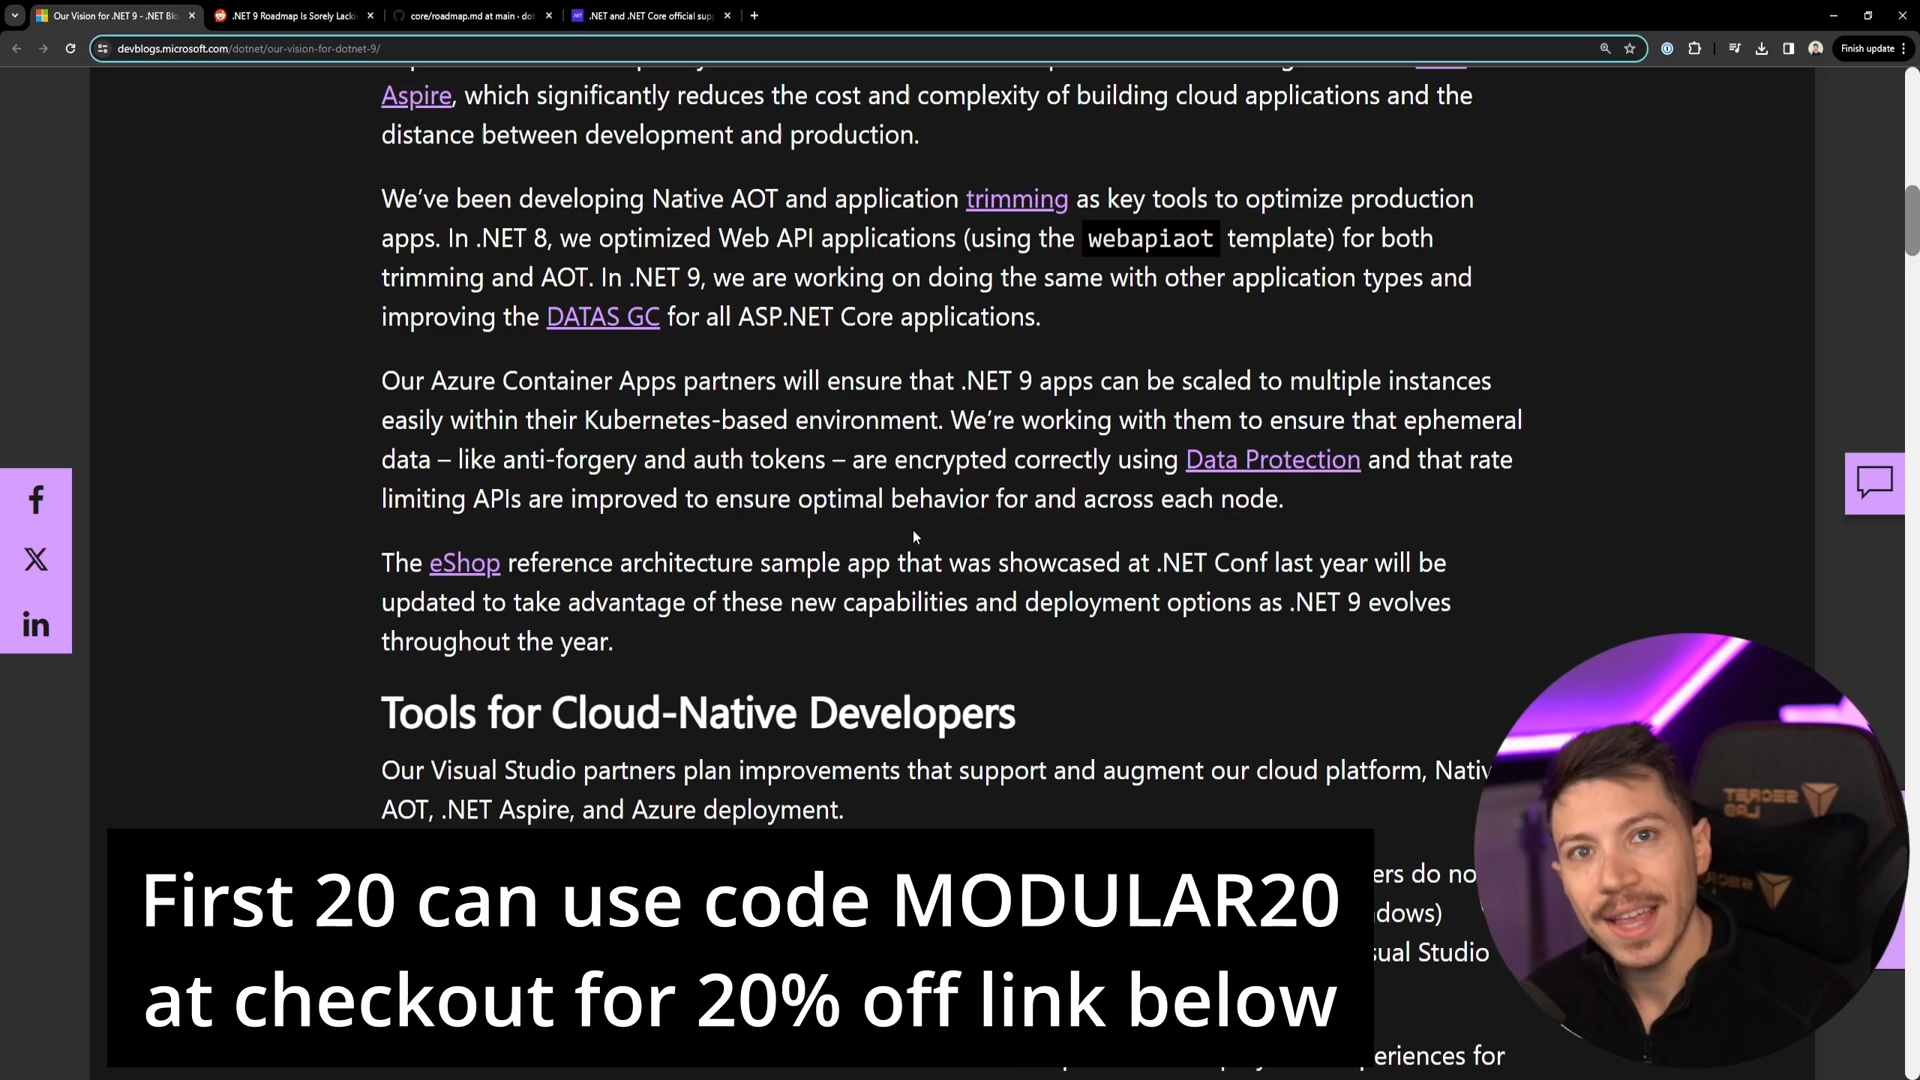 Our Vision for .NET 9 - .NET Blo
.NET 9 Roadmap Is Sorely Lacki
core/roadmap.md at main · dot
.NET and .NET Core official sup
devblogs.microsoft.com/dotnet/our-vision-for-dotnet-9/
Finish update
Aspire, which significantly reduces the cost and complexity of building cloud applications and the
distance between development and production.
We’ve been developing Native AOT and application trimming as key tools to optimize production
apps. In .NET 8, we optimized Web API applications (using the webapiaot template) for both
trimming and AOT. In .NET 9, we are working on doing the same with other application types and
improving the DATAS GC for all ASP.NET Core applications.
Our Azure Container Apps partners will ensure that .NET 9 apps can be scaled to multiple instances
easily within their Kubernetes-based environment. We’re working with them to ensure that ephemeral
data – like anti-forgery and auth tokens – are encrypted correctly using Data Protection and that rate
limiting APIs are improved to ensure optimal behavior for and across each node.
The eShop reference architecture sample app that was showcased at .NET Conf last year will be
updated to take advantage of these new capabilities and deployment options as .NET 9 evolves
throughout the year.
Tools for Cloud-Native Developers
Our Visual Studio partners plan improvements that support and augment our cloud platform, Nativ
AOT, .NET Aspire, and Azure deployment.
ers do no
dows)
sual Studio
eriences for
First 20 can use code MODULAR20
at checkout for 20% off link below
SECRET
LAB